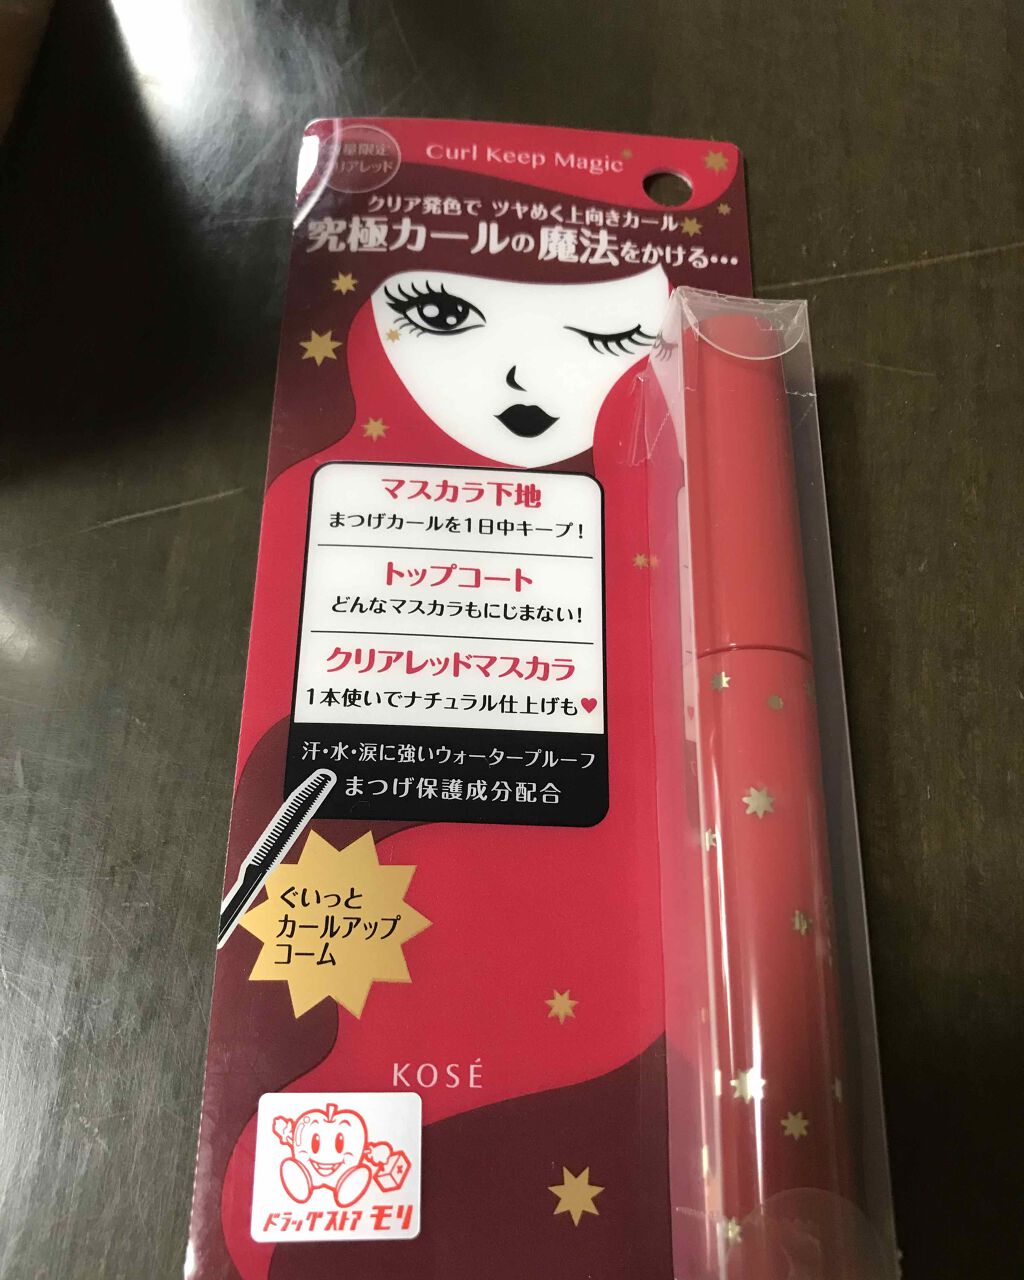 数量限定
クリアレッド
Curl Keep Magic
クリア発色で ツヤめく上向きカール
究極カールの魔法をかける…
マスカラ下地
まつげカールを1日中キープ!
トップコート
どんなマスカラもにじまない!
クリアレッドマスカラ
1本使いでナチュラル仕上げも♥
汗・水・涙に強いウォータープルーフ
まつげ保護成分配合
ぐいっと
カールアップ
コーム
KOSÉ
ドラッグストア モリ